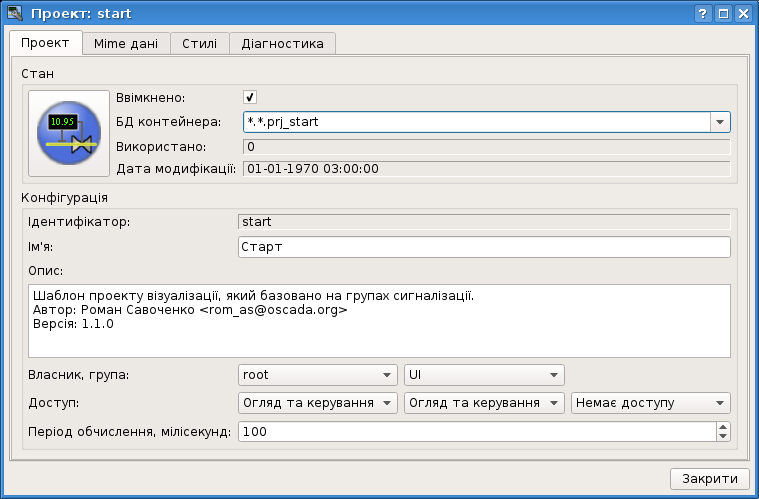 Проект: start
Проект Mime дані Стилі Діагностика
Стан
10.95
Ввімкнено:
БД контейнера: *.*.prj_start
Використано: 0
Дата модифікації: 01-01-1970 03:00:00
Конфігурація
Ідентифікатор: start
Ім'я: Старт
Опис:
Шаблон проекту візуалізації, який базовано на групах сигналізації.
Автор: Роман Савоченко <rom_as@oscada.org>
Версія: 1.1.0
Власник, група: root UI
Доступ: Огляд та керування Огляд та керування Немає доступу
Період обчислення, мілісекунд: 100
Закрити